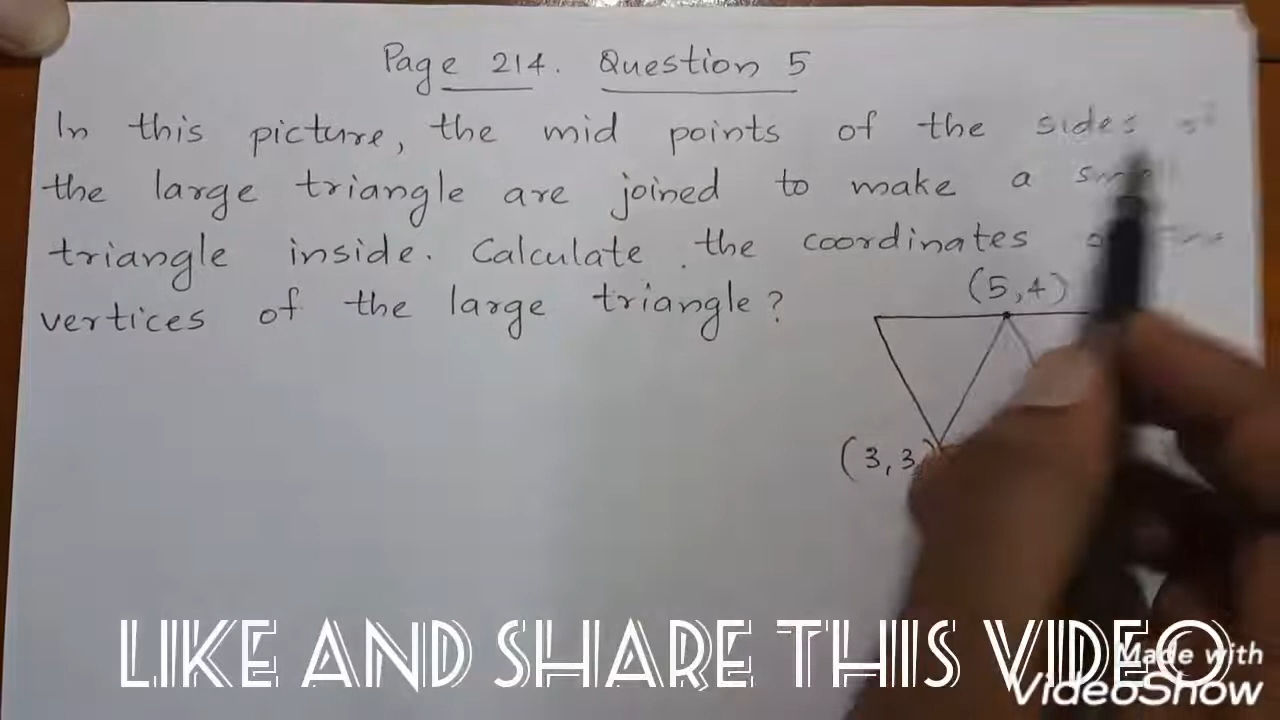 Page 214. Question 5
In this picture, the mid points of the sides
the large triangle are joined to make a
triangle inside. Calculate the coordinates
vertices of the large triangle?
(5,4)
(3,3
LIKE AND SHARE THIS VIDEO
Made with
VideoShow